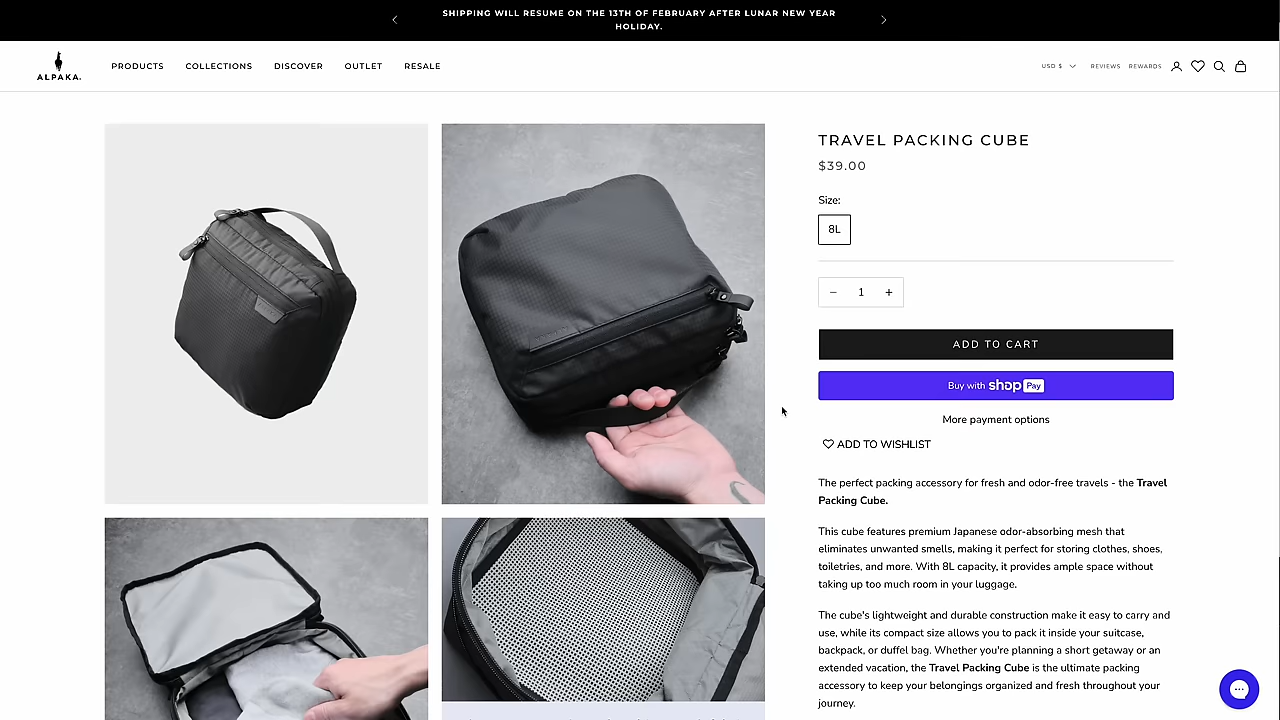 SHIPPING WILL RESUME ON THE 13TH OF FEBRUARY AFTER LUNAR NEW YEAR
HOLIDAY.
ALPAKA.
PRODUCTS
COLLECTIONS
DISCOVER
OUTLET
RESALE
USD $
REVIEWS
REWARDS
TRAVEL PACKING CUBE
$39.00
Size:
8L
− 1 +
ADD TO CART
Buy with shop Pay
More payment options
ADD TO WISHLIST
The perfect packing accessory for fresh and odor-free travels - the Travel
Packing Cube.
This cube features premium Japanese odor-absorbing mesh that
eliminates unwanted smells, making it perfect for storing clothes, shoes,
toiletries, and more. With 8L capacity, it provides ample space without
taking up too much room in your luggage.
The cube's lightweight and durable construction make it easy to carry and
use, while its compact size allows you to pack it inside your suitcase,
backpack, or duffel bag. Whether you're planning a short getaway or an
extended vacation, the Travel Packing Cube is the ultimate packing
accessory to keep your belongings organized and fresh throughout your
journey.